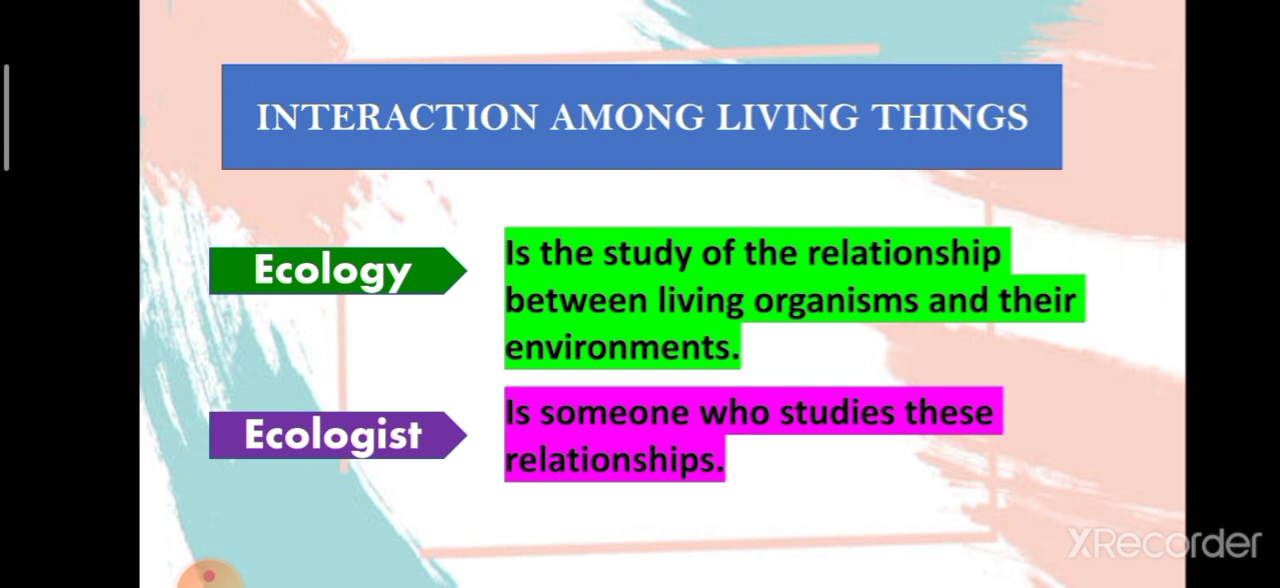 INTERACTION AMONG LIVING THINGS
Ecology
Is the study of the relationship
between living organisms and their
environments.
Ecologist
Is someone who studies these
relationships.
XRecorder